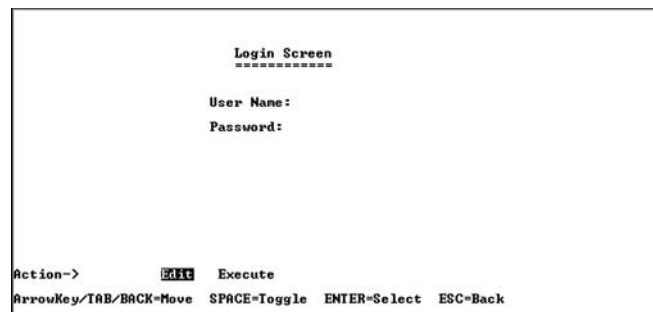 Login Screen
============
User Name:
Password:
Action-> Edit Execute
ArrowKey/TAB/BACK=Move SPACE=Toggle ENTER=Select ESC=Back